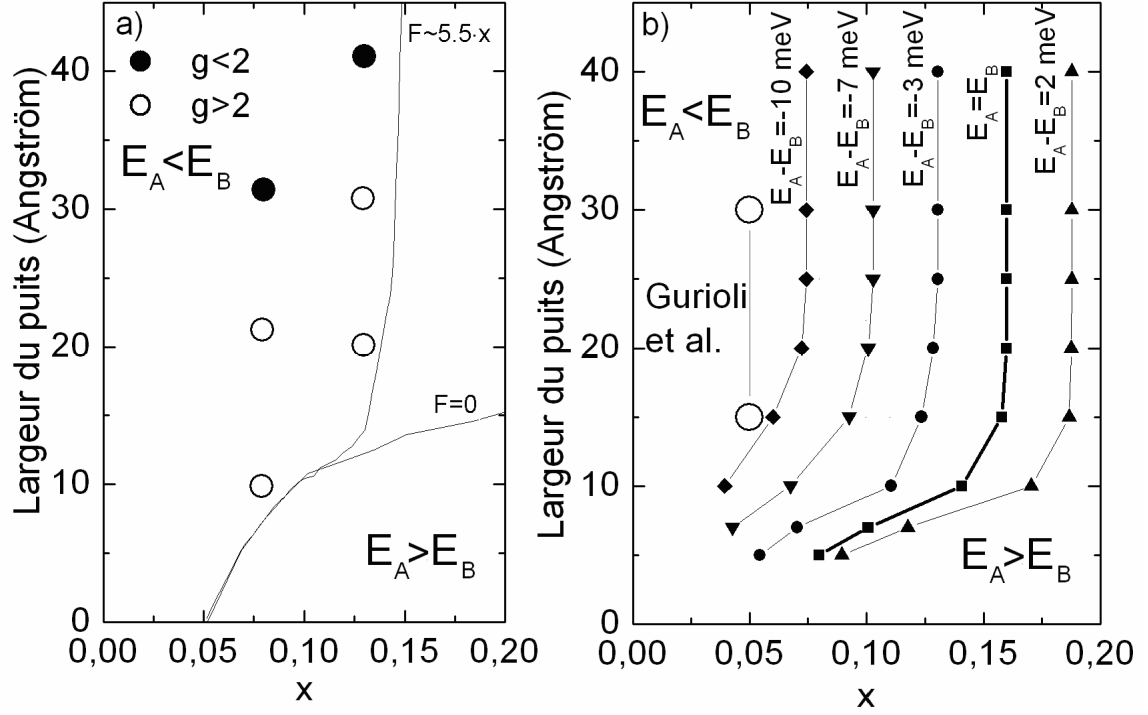 a)
F~5.5·x
g<2
g>2
E_A<E_B
F=0
E_A>E_B
Largeur du puits (Angström)
40
30
20
10
0
0,00
0,05
0,10
0,15
0,20
x
b)
E_A<E_B
E_A-E_B=-10 meV
E_A-E_B=-7 meV
E_A-E_B=-3 meV
E_A=E_B
E_A-E_B=2 meV
Gurioli
et al.
E_A>E_B
Largeur du puits (Angström)
40
30
20
10
0
0,00
0,05
0,10
0,15
0,20
x